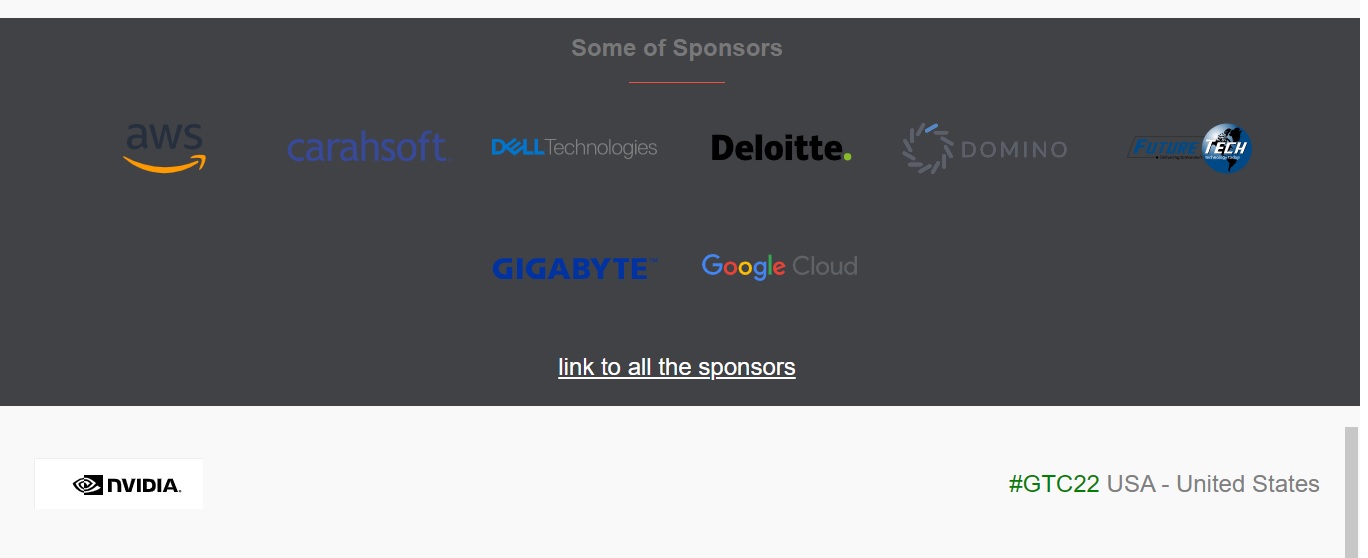 Some of Sponsors
aws carahsoft DELL Technologies Deloitte. DOMINO FUTURE TECH
GIGABYTE™ Google Cloud
link to all the sponsors
NVIDIA. #GTC22 USA - United States